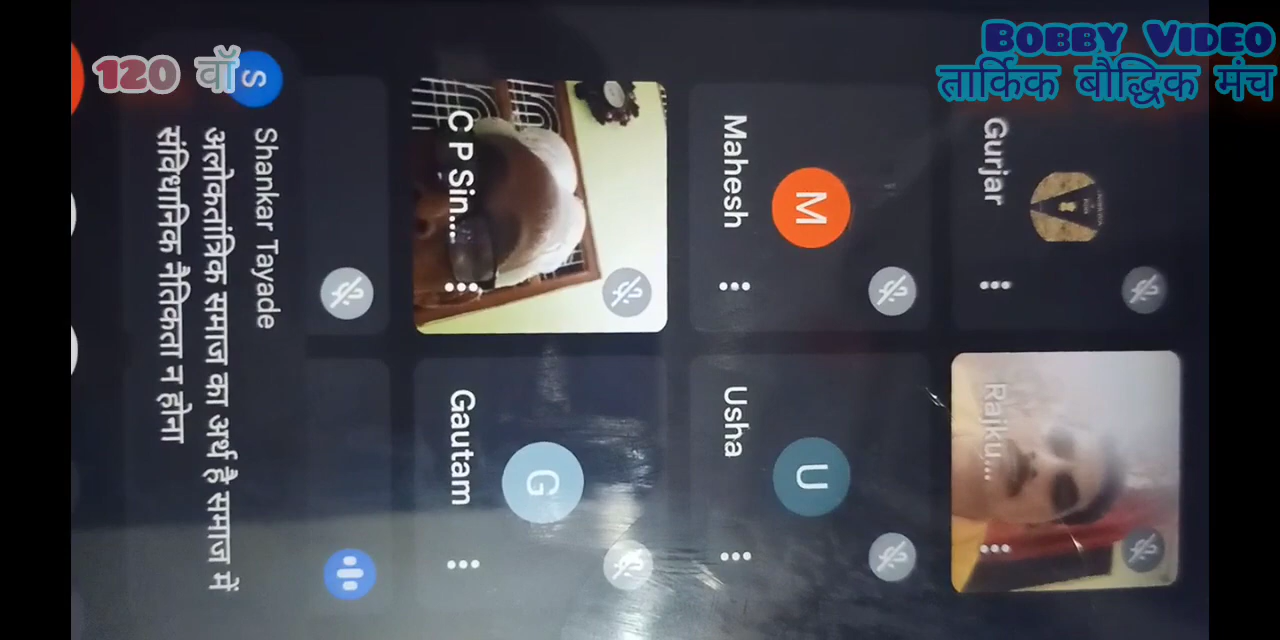 BOBBY VIDEO
तार्किक बौद्धिक मंच
120 वॉ
Gurjar
Rajku...
Mahesh
M
Usha
U
C P Sin...
Gautam
G
S
Shankar Tayade
अलोकतांत्रिक समाज का अर्थ है समाज में
संविधानिक नैतिकता न होना